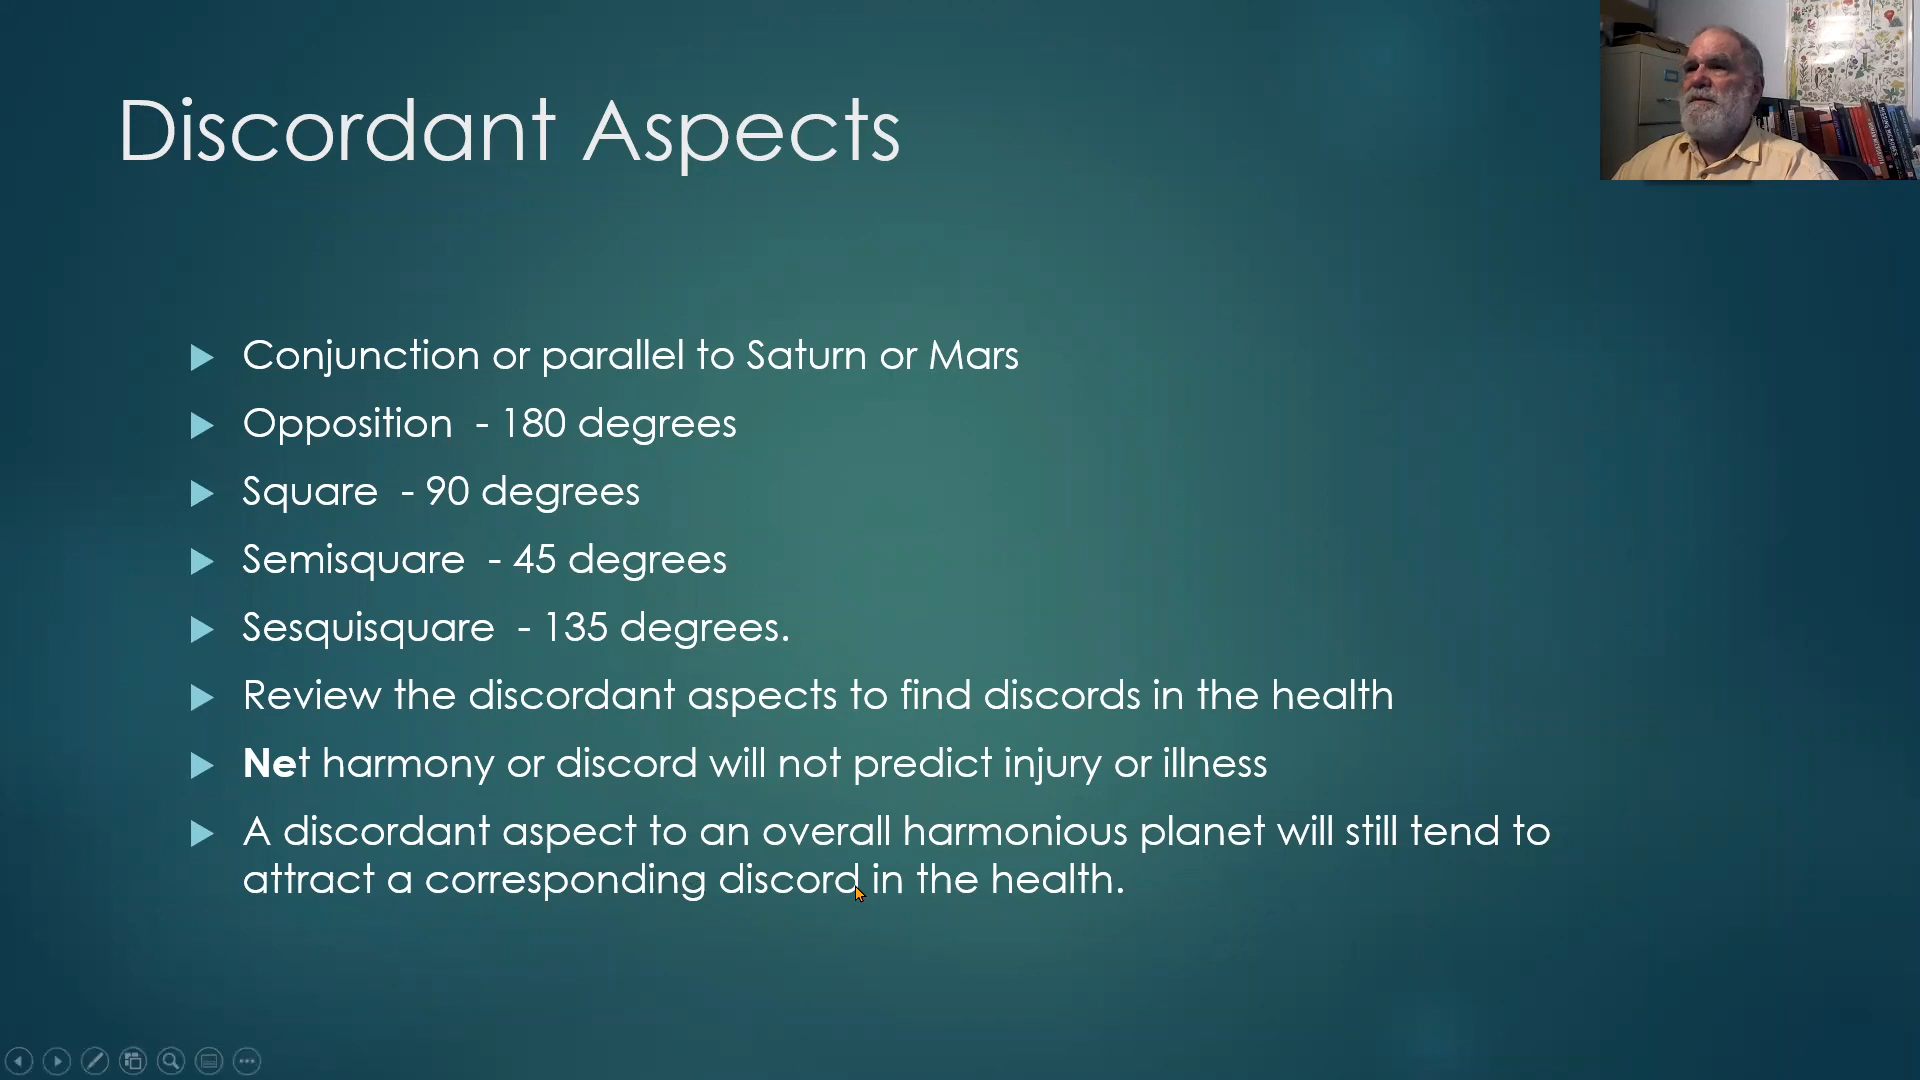 Discordant Aspects
Conjunction or parallel to Saturn or Mars
Opposition - 180 degrees
Square - 90 degrees
Semisquare - 45 degrees
Sesquisquare - 135 degrees.
Review the discordant aspects to find discords in the health
Net harmony or discord will not predict injury or illness
A discordant aspect to an overall harmonious planet will still tend to
attract a corresponding discord in the health.